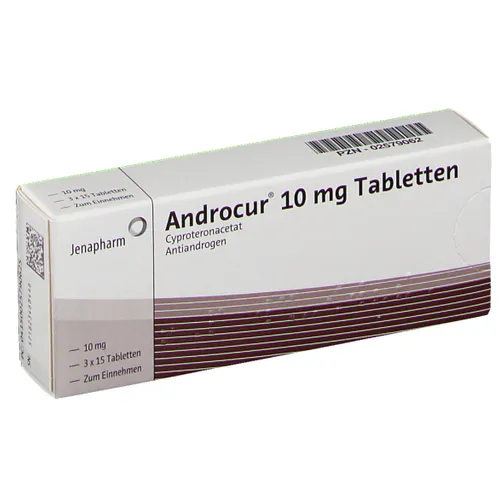 PZN - 02579062
Androcur® 10 mg Tabletten
Cyproteronacetat
Antiandrogen
10 mg
3 x 15 Tabletten
Zum Einnehmen
Jenapharm
10 mg
3 x 15 Tabletten
Zum Einnehmen